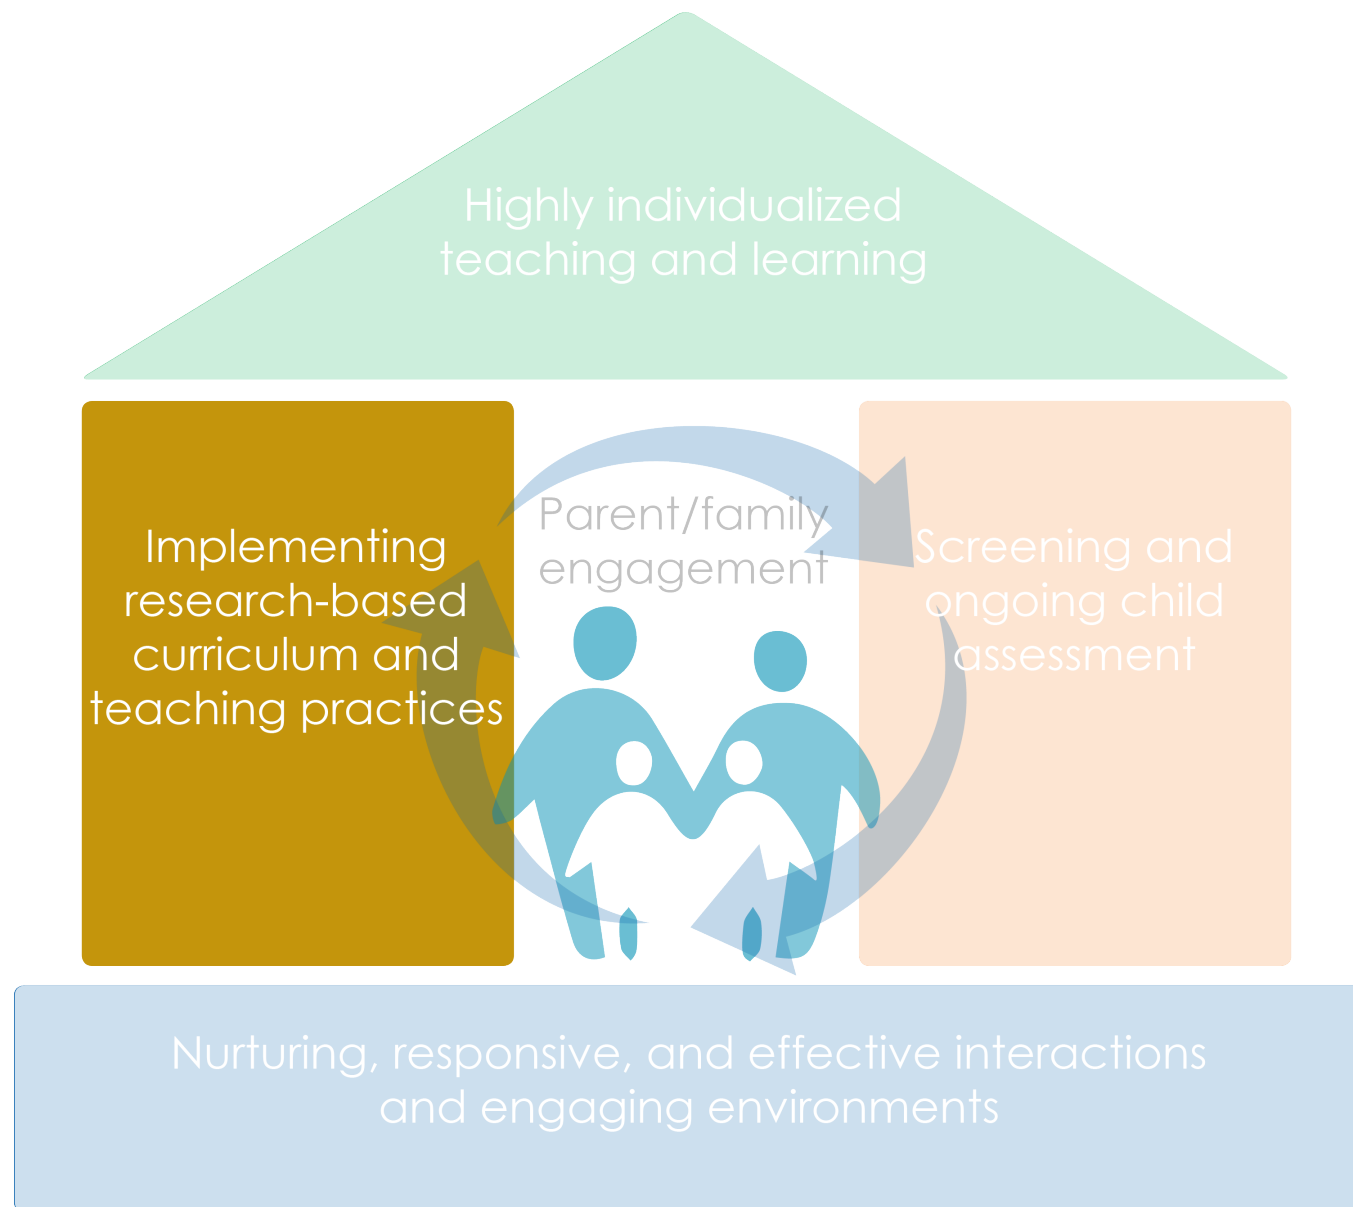 Highly individualized
teaching and learning
Parent/family
engagement
Implementing
research-based
curriculum and
teaching practices
Screening and
ongoing child
assessment
Nurturing, responsive, and effective interactions
and engaging environments